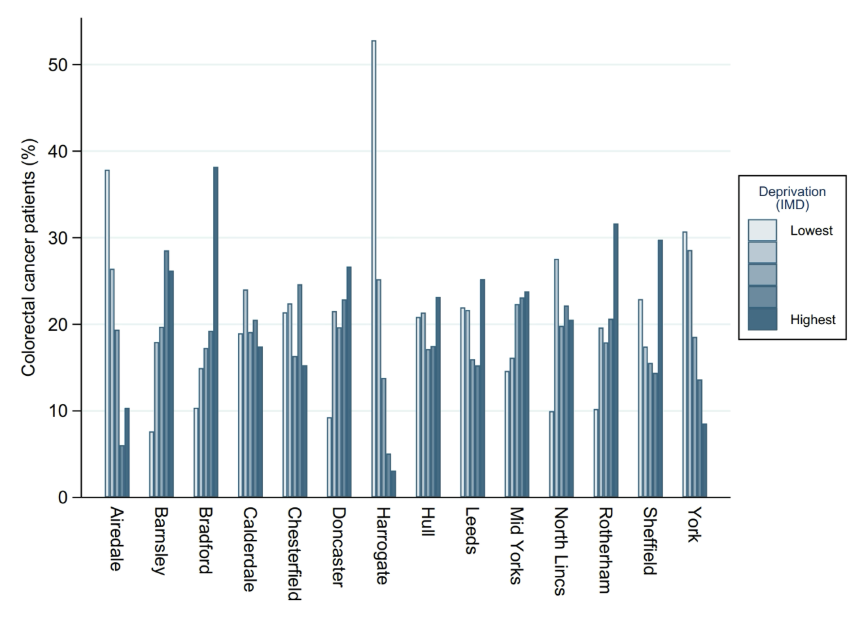 Colorectal cancer patients (%)
50
40
30
20
10
0
Airedale
Barnsley
Bradford
Calderdale
Chesterfield
Doncaster
Harrogate
Hull
Leeds
Mid Yorks
North Lincs
Rotherham
Sheffield
York
Deprivation
(IMD)
Lowest
Highest